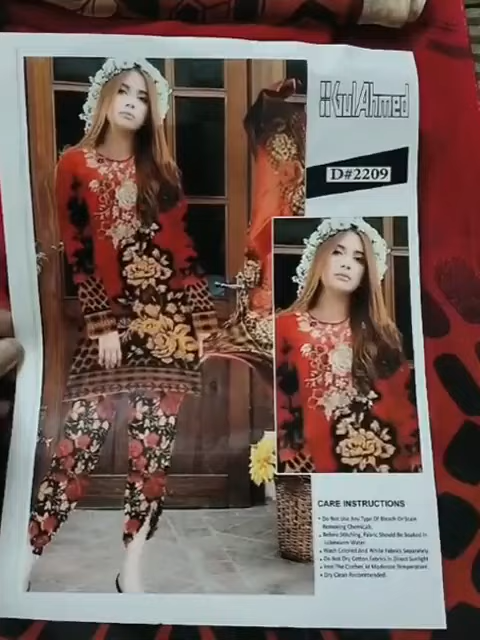 GulAhmed
D#2209
CARE INSTRUCTIONS
• Do Not Use Any Type Of Bleach Or Stain
Removing Chemicals.
• Before Stitching, Fabric Should Be Soaked In
Lukewarm Water.
• Wash Colored And White Fabrics Separately
• Do Not Dry Cotton Fabrics In Direct Sunlight
• Iron The Clothes At Moderate Temperature
• Dry Clean Recommended.